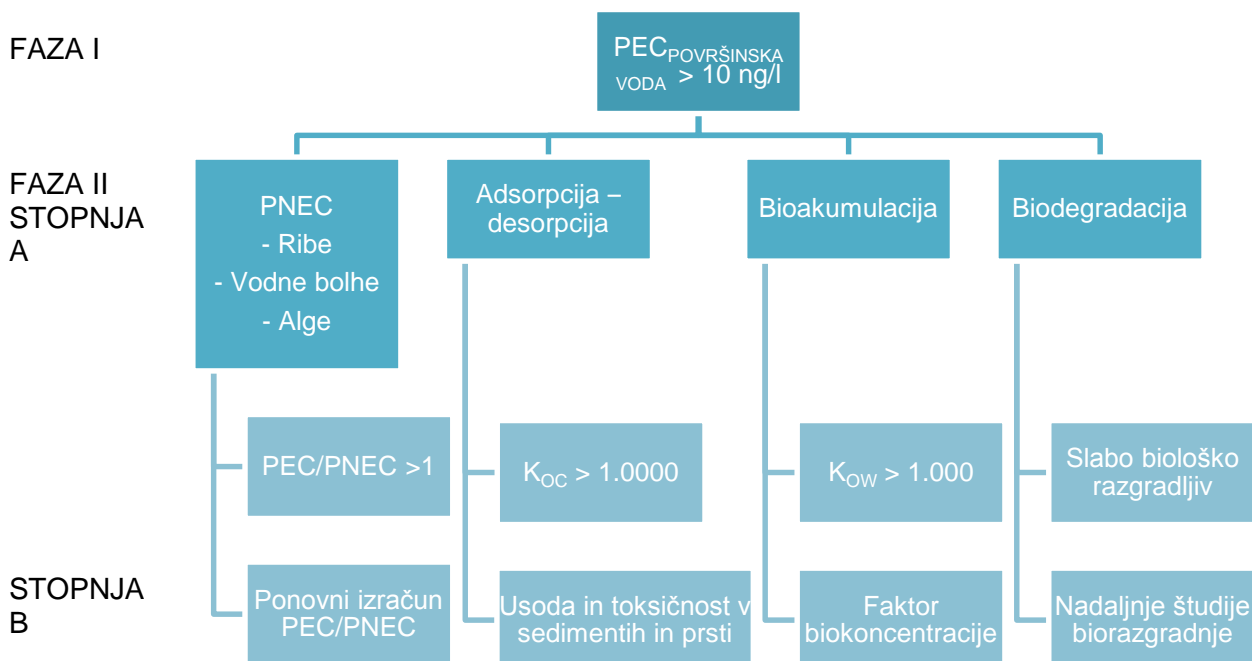 FAZA I
PEC POVRŠINSKA
VODA > 10 ng/l
FAZA II
STOPNJA
A
PNEC
- Ribe
- Vodne bolhe
- Alge
Adsorpcija –
desorpcija
Bioakumulacija
Biodegradacija
PEC/PNEC >1
KOC > 1.0000
KOW > 1.000
Slabo biološko
razgradljiv
STOPNJA
B
Ponovni izračun
PEC/PNEC
Usoda in toksičnost v
sedimentih in prsti
Faktor
biokoncentracije
Nadaljnje študije
biorazgradnje